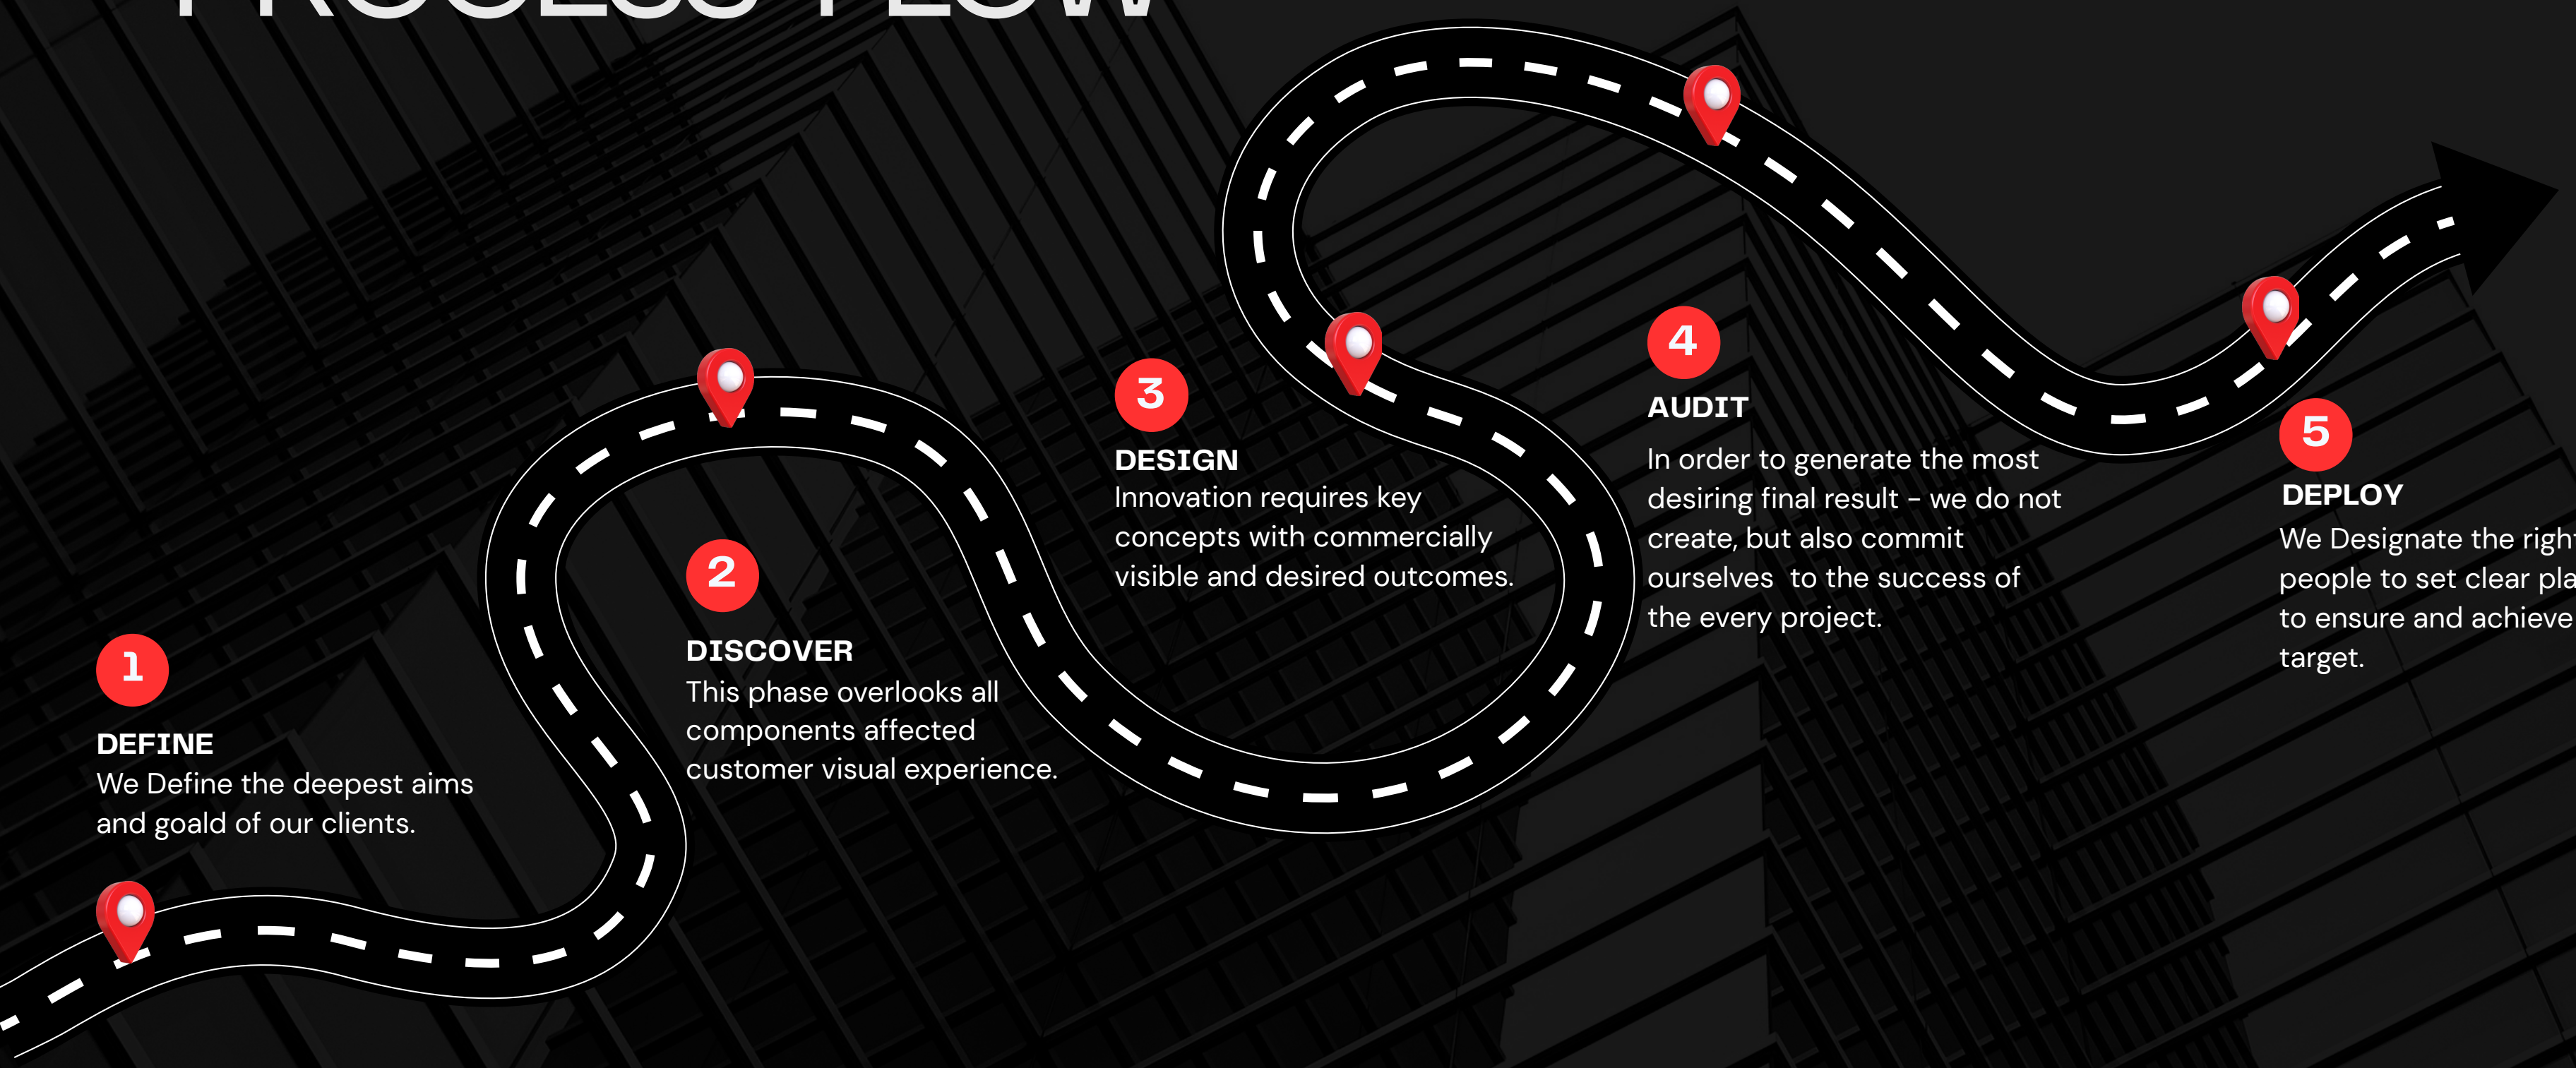 PROCESS FLOW
1
DEFINE
We Define the deepest aims
and goald of our clients.
2
DISCOVER
This phase overlooks all
components affected
customer visual experience.
3
DESIGN
Innovation requires key
concepts with commercially
visible and desired outcomes.
4
AUDIT
In order to generate the most
desiring final result - we do not
create, but also commit
ourselves  to the success of
the every project.
5
DEPLOY
We Designate the right
people to set clear
to ensure and achieve
target.